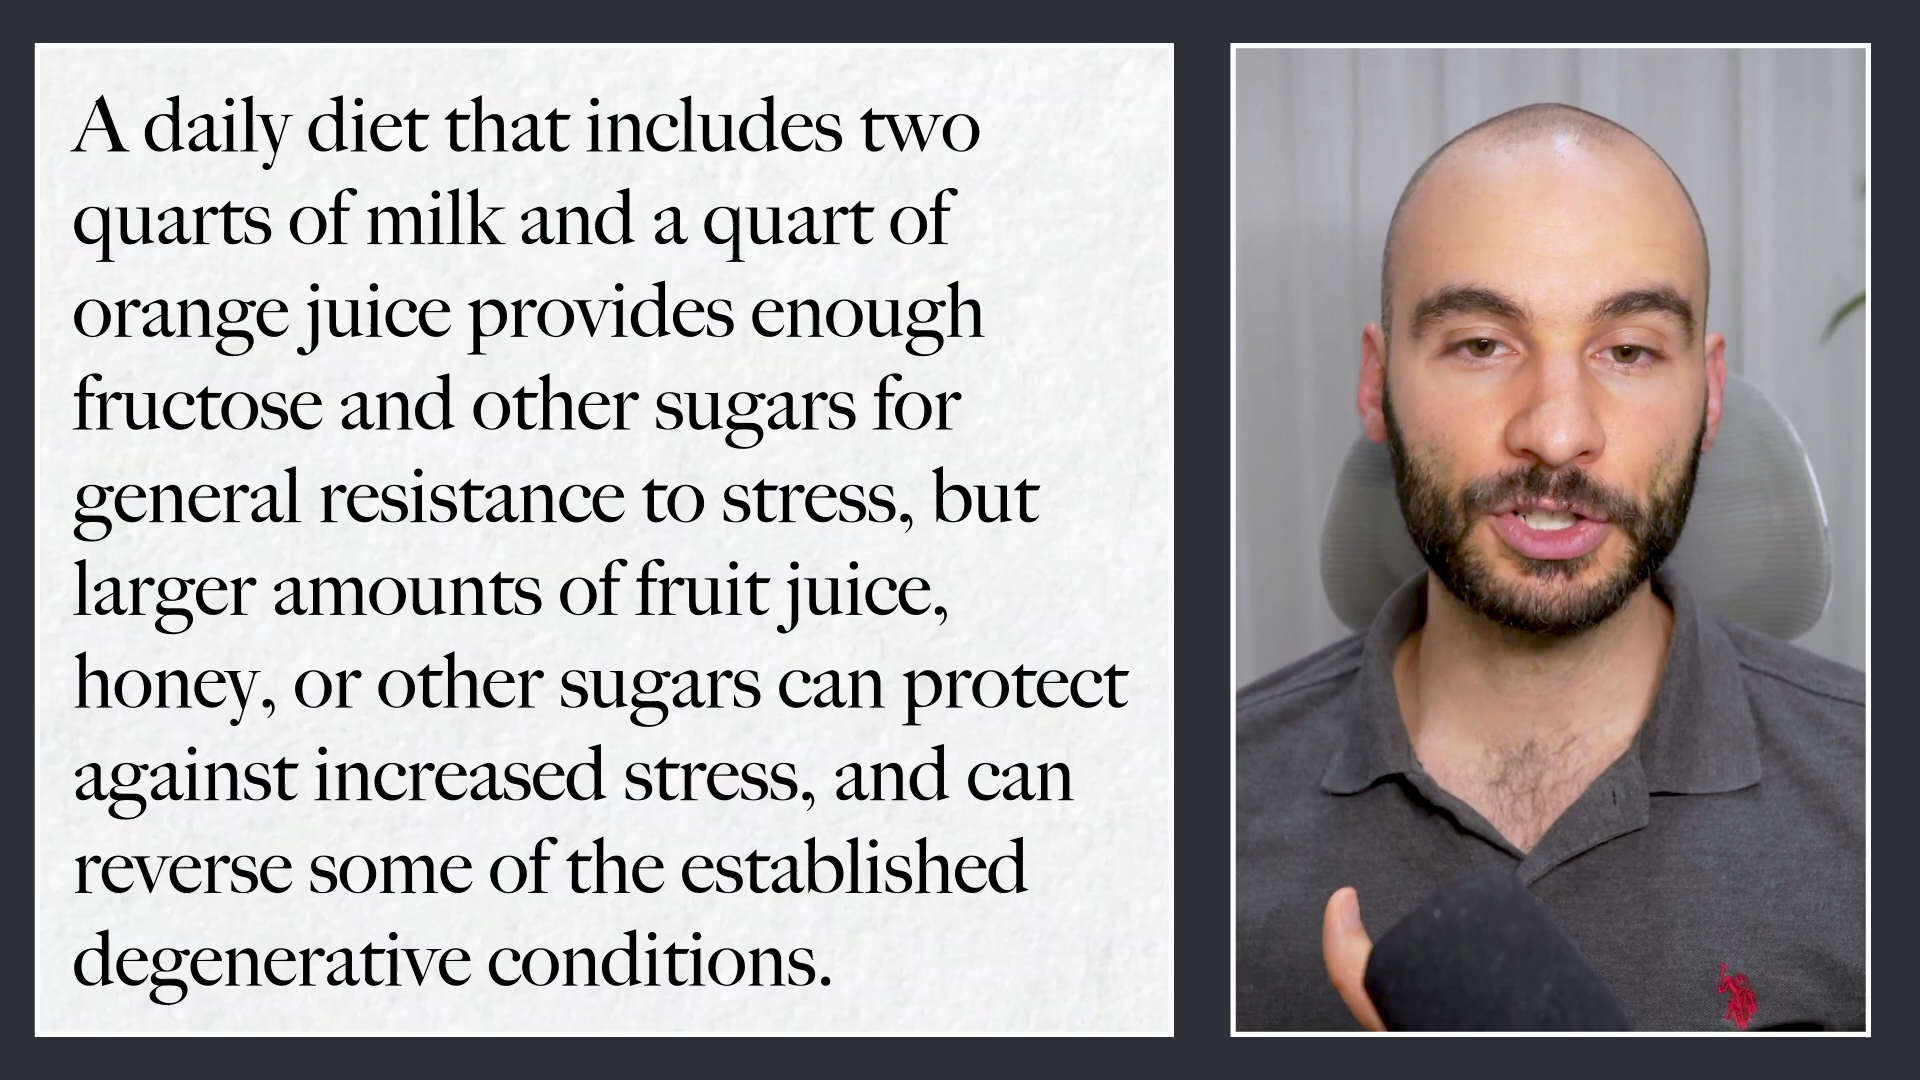 A daily diet that includes two
quarts of milk and a quart of
orange juice provides enough
fructose and other sugars for
general resistance to stress, but
larger amounts of fruit juice,
honey, or other sugars can protect
against increased stress, and can
reverse some of the established
degenerative conditions.